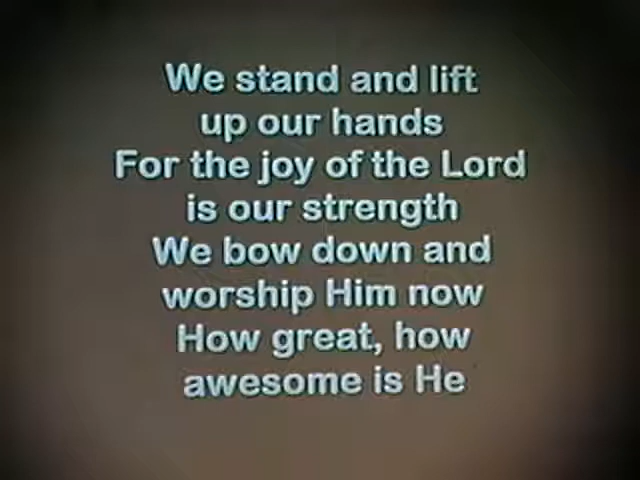 We stand and lift
up our hands
For the joy of the Lord
is our strength
We bow down and
worship Him now
How great, how
awesome is He